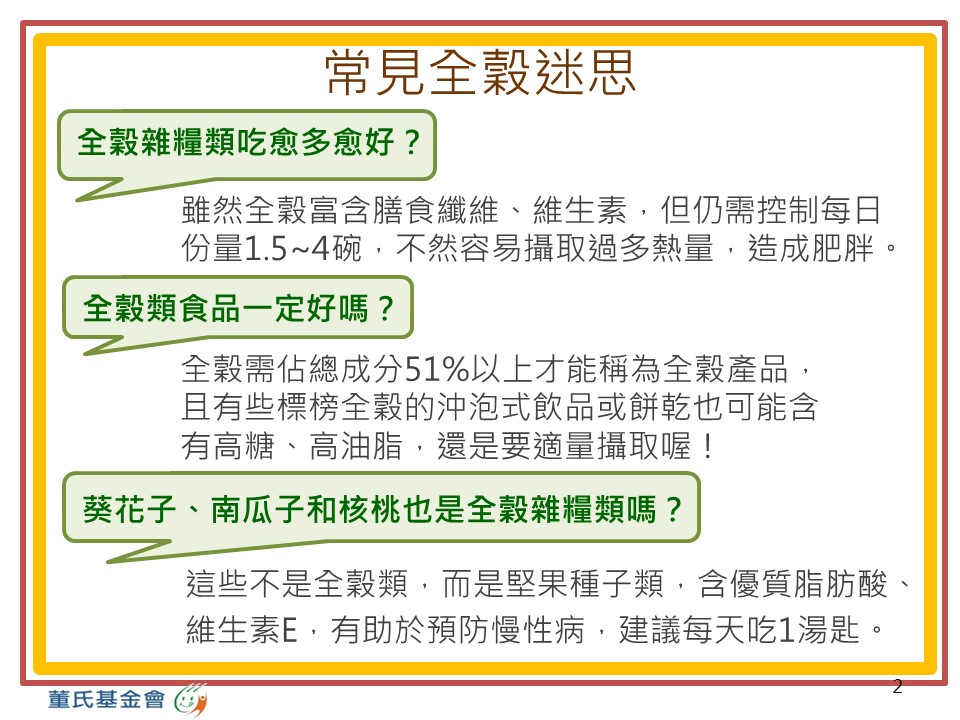 常見全穀迷思
全穀雜糧類吃愈多愈好？
雖然全穀富含膳食纖維、維生素，但仍需控制每日
份量1.5~4碗，不然容易攝取過多熱量，造成肥胖。
全穀類食品一定好嗎？
全穀需佔總成分51%以上才能稱為全穀產品，
且有些標榜全穀的沖泡式飲品或餅乾也可能含
有高糖、高油脂，還是要適量攝取喔！
葵花子、南瓜子和核桃也是全穀雜糧類嗎？
這些不是全穀類，而是堅果種子類，含優質脂肪酸、
維生素E，有助於預防慢性病，建議每天吃1湯匙。
董氏基金會
2